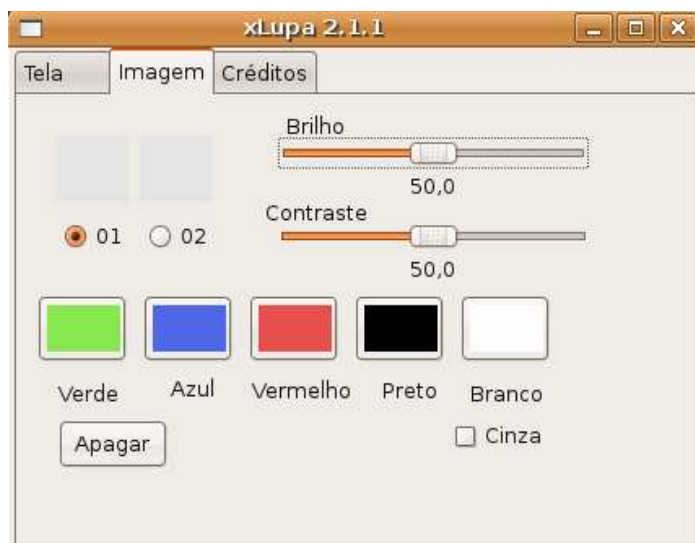 xLupa 2.1.1
Tela Imagem Créditos
Brilho
50,0
Contraste
01 02
50,0
Verde Azul Vermelho Preto Branco
Apagar
Cinza